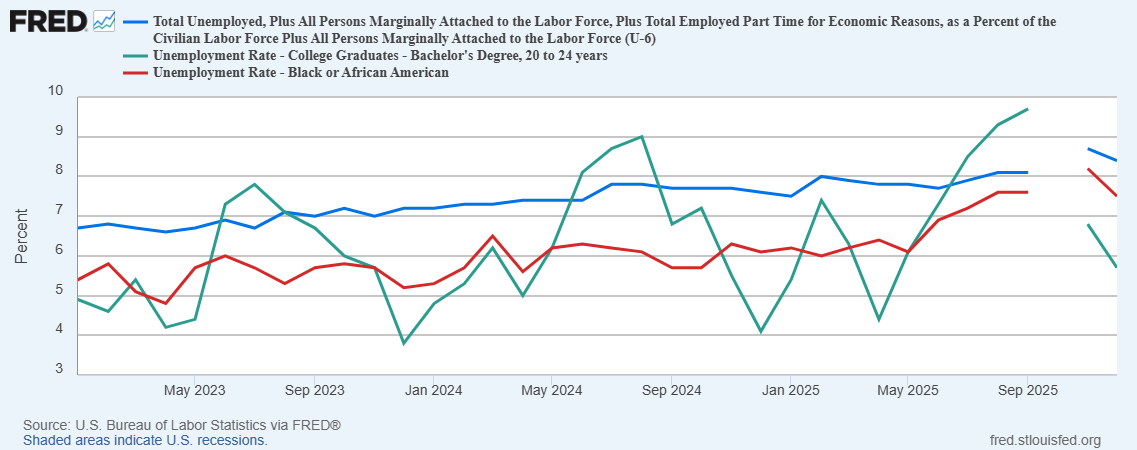 FRED
Total Unemployed, Plus All Persons Marginally Attached to the Labor Force, Plus Total Employed Part Time for Economic Reasons, as a Percent of the
Civilian Labor Force Plus All Persons Marginally Attached to the Labor Force (U-6)
Unemployment Rate - College Graduates - Bachelor's Degree, 20 to 24 years
Unemployment Rate - Black or African American
10
9
8
7
6
5
4
3
Percent
May 2023
Sep 2023
Jan 2024
May 2024
Sep 2024
Jan 2025
May 2025
Sep 2025
Source: U.S. Bureau of Labor Statistics via FRED®
Shaded areas indicate U.S. recessions.
fred.stlouisfed.org